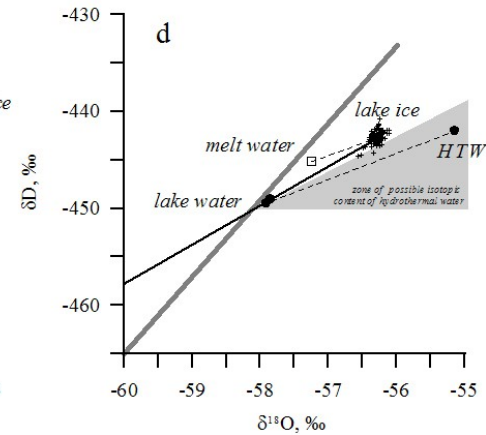 -430
d
ce
lake ice
-440
melt water
HTW
δD, ‰
lake water
zone of possible isotopic
content of hydrothermal water
-450
-460
-60 -59 -58 -57 -56 -55
δ¹⁸O, ‰